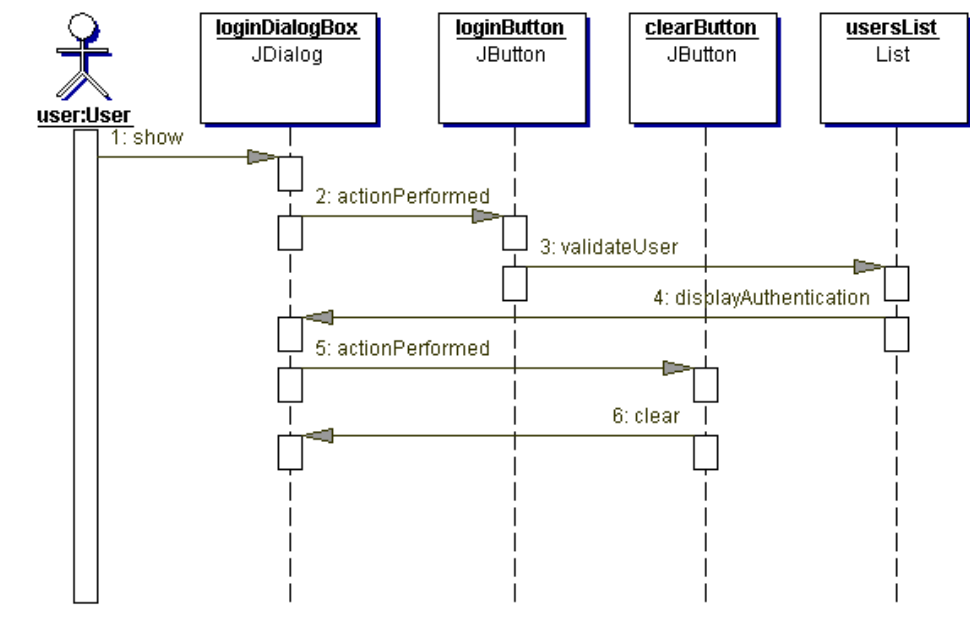 loginDialogBox
JDialog
loginButton
JButton
clearButton
JButton
usersList
List
user:User
1: show
2: actionPerformed
3: validateUser
4: displayAuthentication
5: actionPerformed
6: clear